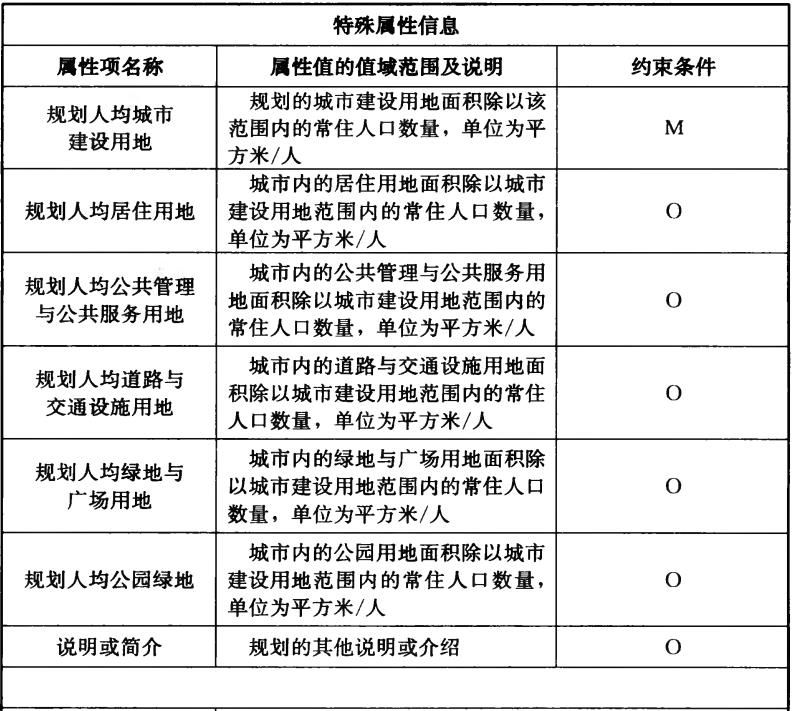 特殊属性信息
属性项名称 属性值的值域范围及说明 约束条件
规划人均城市
建设用地
规划的城市建设用地面积除以该
范围内的常住人口数量，单位为平
方米/人
M
规划人均居住用地
城市内的居住用地面积除以城市
建设用地范围内的常住人口数量，
单位为平方米/人
O
规划人均公共管理
与公共服务用地
城市内的公共管理与公共服务用
地面积除以城市建设用地范围内的
常住人口数量，单位为平方米/人
O
规划人均道路与
交通设施用地
城市内的道路与交通设施用地面
积除以城市建设用地范围内的常住
人口数量，单位为平方米/人
O
规划人均绿地与
广场用地
城市内的绿地与广场用地面积除
以城市建设用地范围内的常住人口
数量，单位为平方米/人
O
规划人均公园绿地
城市内的公园用地面积除以城市
建设用地范围内的常住人口数量，
单位为平方米/人
O
说明或简介 规划的其他说明或介绍 O